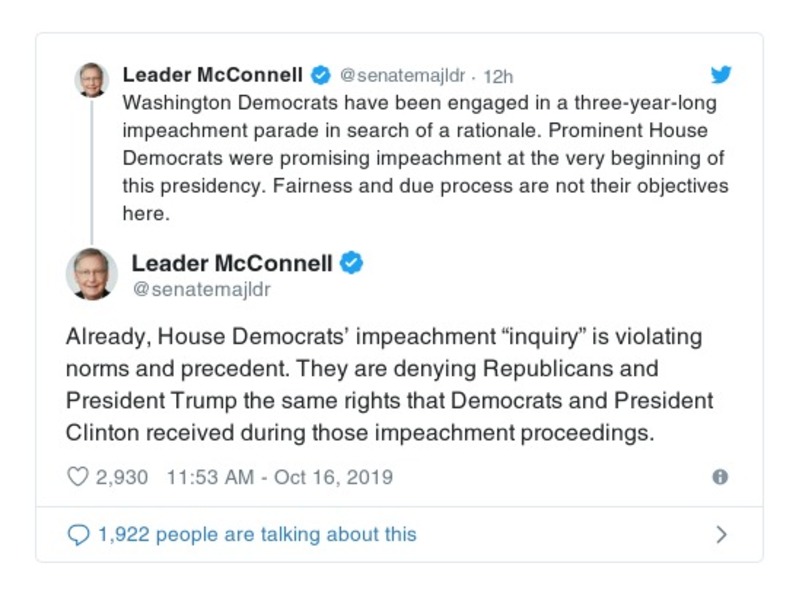 Leader McConnell @senatemajldr · 12h
Washington Democrats have been engaged in a three-year-long
impeachment parade in search of a rationale. Prominent House
Democrats were promising impeachment at the very beginning of
this presidency. Fairness and due process are not their objectives
here.
Leader McConnell
@senatemajldr
Already, House Democrats’ impeachment “inquiry” is violating
norms and precedent. They are denying Republicans and
President Trump the same rights that Democrats and President
Clinton received during those impeachment proceedings.
2,930 11:53 AM - Oct 16, 2019
1,922 people are talking about this